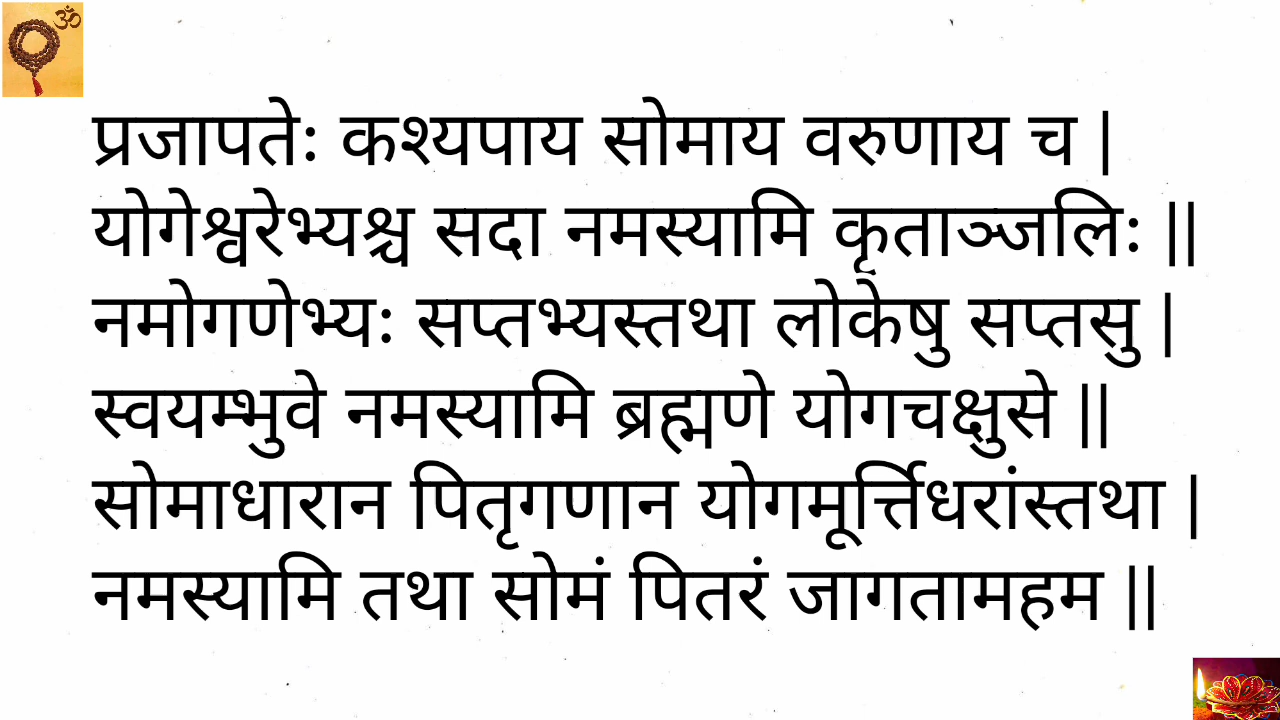 प्रजापतेः कश्यपाय सोमाय वरुणाय च |
योगेश्वरेभ्यश्च सदा नमस्यामि कृताञ्जलिः ||
नमोगणेभ्यः सप्तभ्यस्तथा लोकेषु सप्तसु |
स्वयम्भुवे नमस्यामि ब्रह्मणे योगचक्षुसे ||
सोमाधारान पितृगणान योगमूर्त्तिधरांस्तथा |
नमस्यामि तथा सोमं पितरं जागतामहम ||
ॐ